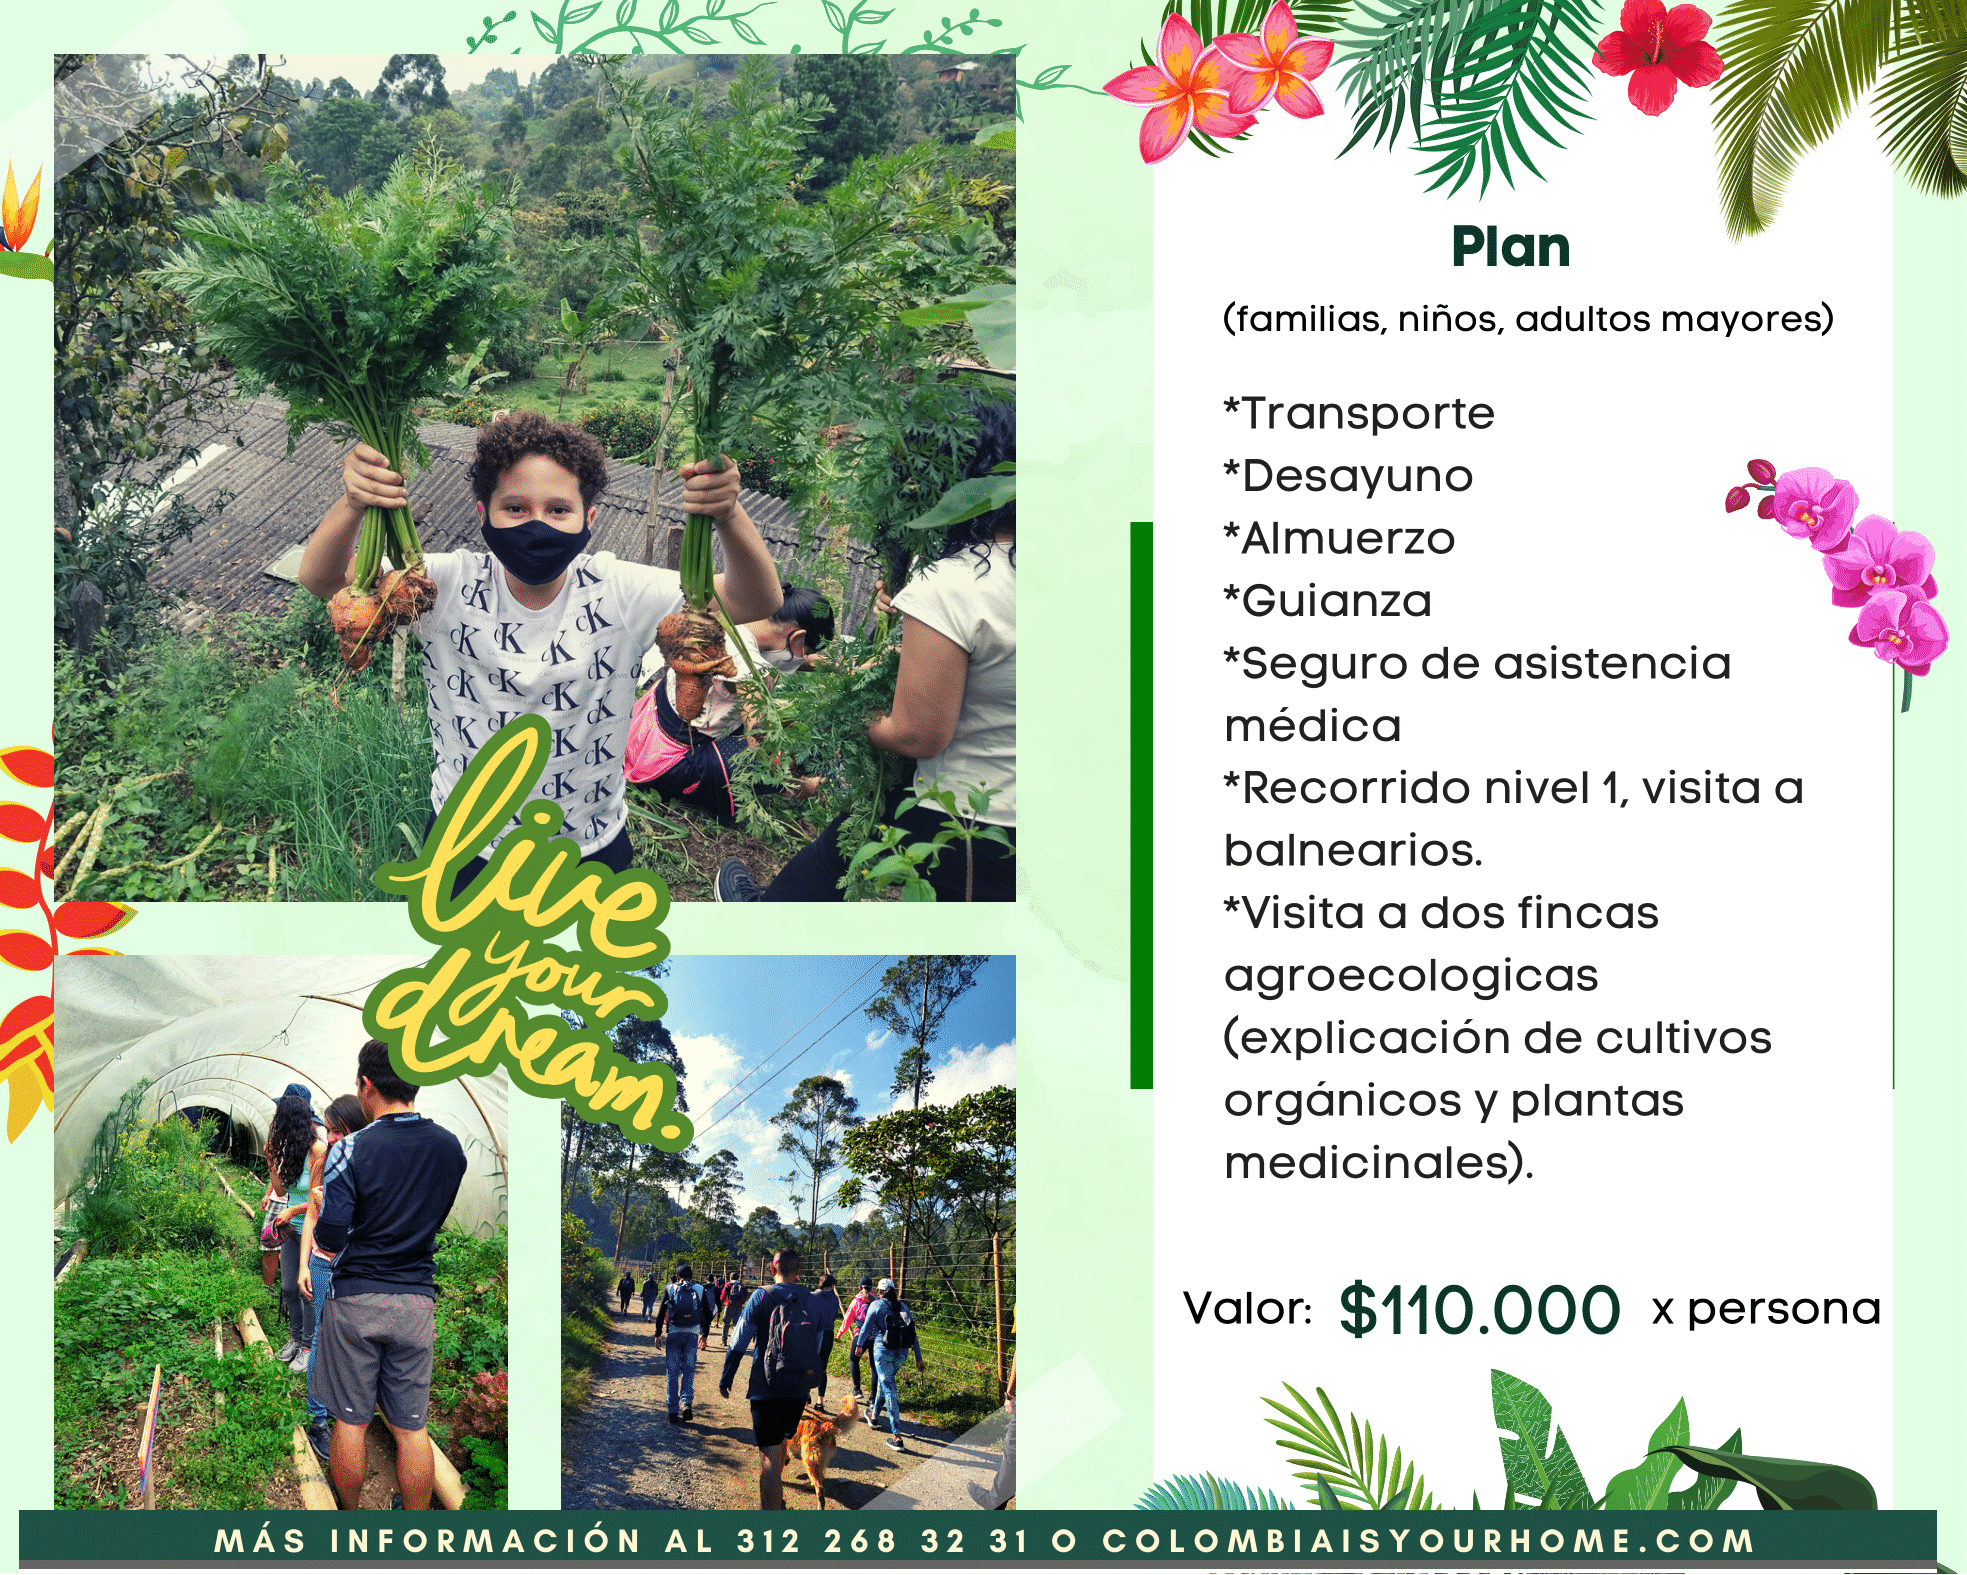 Plan
(familias, niños, adultos mayores)
*Transporte
*Desayuno
*Almuerzo
*Guianza
*Seguro de asistencia
médica
*Recorrido nivel 1, visita a
balnearios.
*Visita a dos fincas
agroecologicas
(explicación de cultivos
orgánicos y plantas
medicinales).
Valor: $110.000 x persona
live
your
dream.
MÁS INFORMACIÓN AL 312 268 32 31 O COLOMBIAISYOURHOME.COM